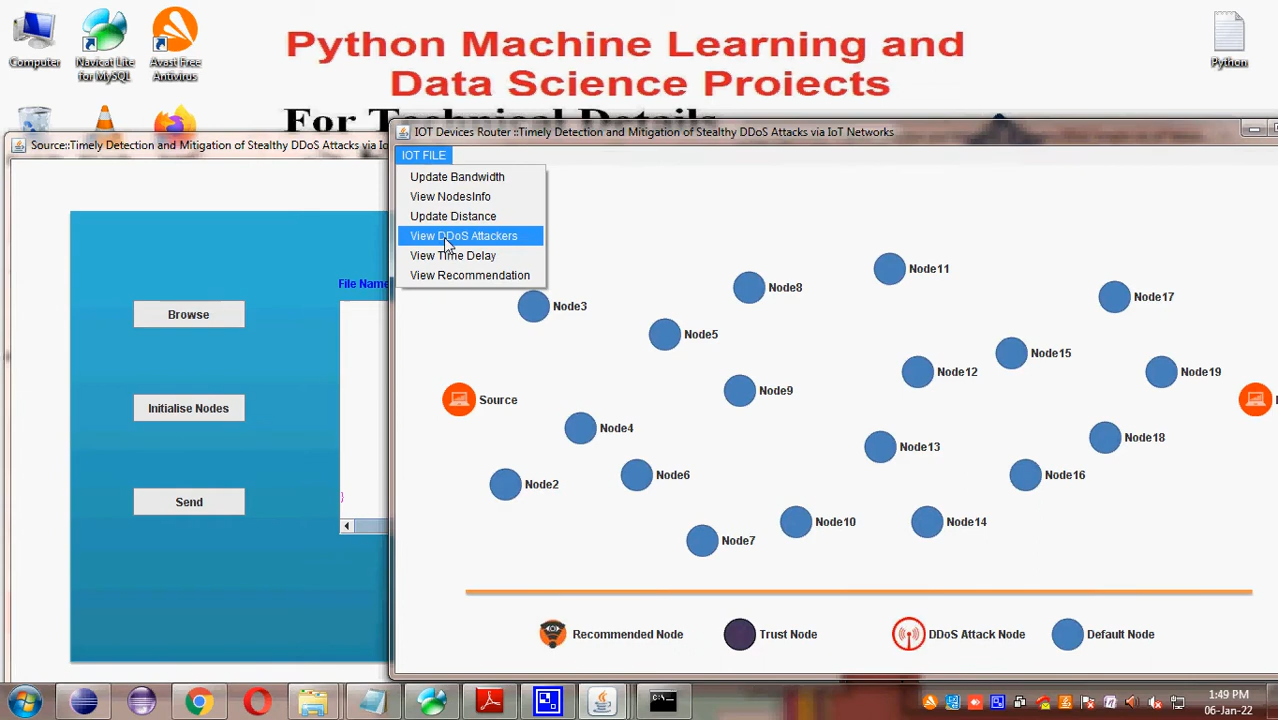 Computer
Navicat Lite
for MySQL
Avast Free
Antivirus
Python Machine Learning and
Data Science Projects
For Technical Details
Python
Source::Timely Detection and Mitigation of Stealthy DDoS Attacks via Io
IOT Devices Router ::Timely Detection and Mitigation of Stealthy DDoS Attacks via IoT Networks
IOT FILE
Update Bandwidth
View NodesInfo
Update Distance
View DDoS Attackers
View Time Delay
View Recommendation
File Name
Browse
Initialise Nodes
Send
}
Node3
Node8
Node11
Node17
Node5
Node15
Node12
Node19
Node9
Source
Node4
Node18
Node13
Node6
Node16
Node2
Node10
Node14
Node7
Recommended Node
Trust Node
DDoS Attack Node
Default Node
1:49 PM
06-Jan-22